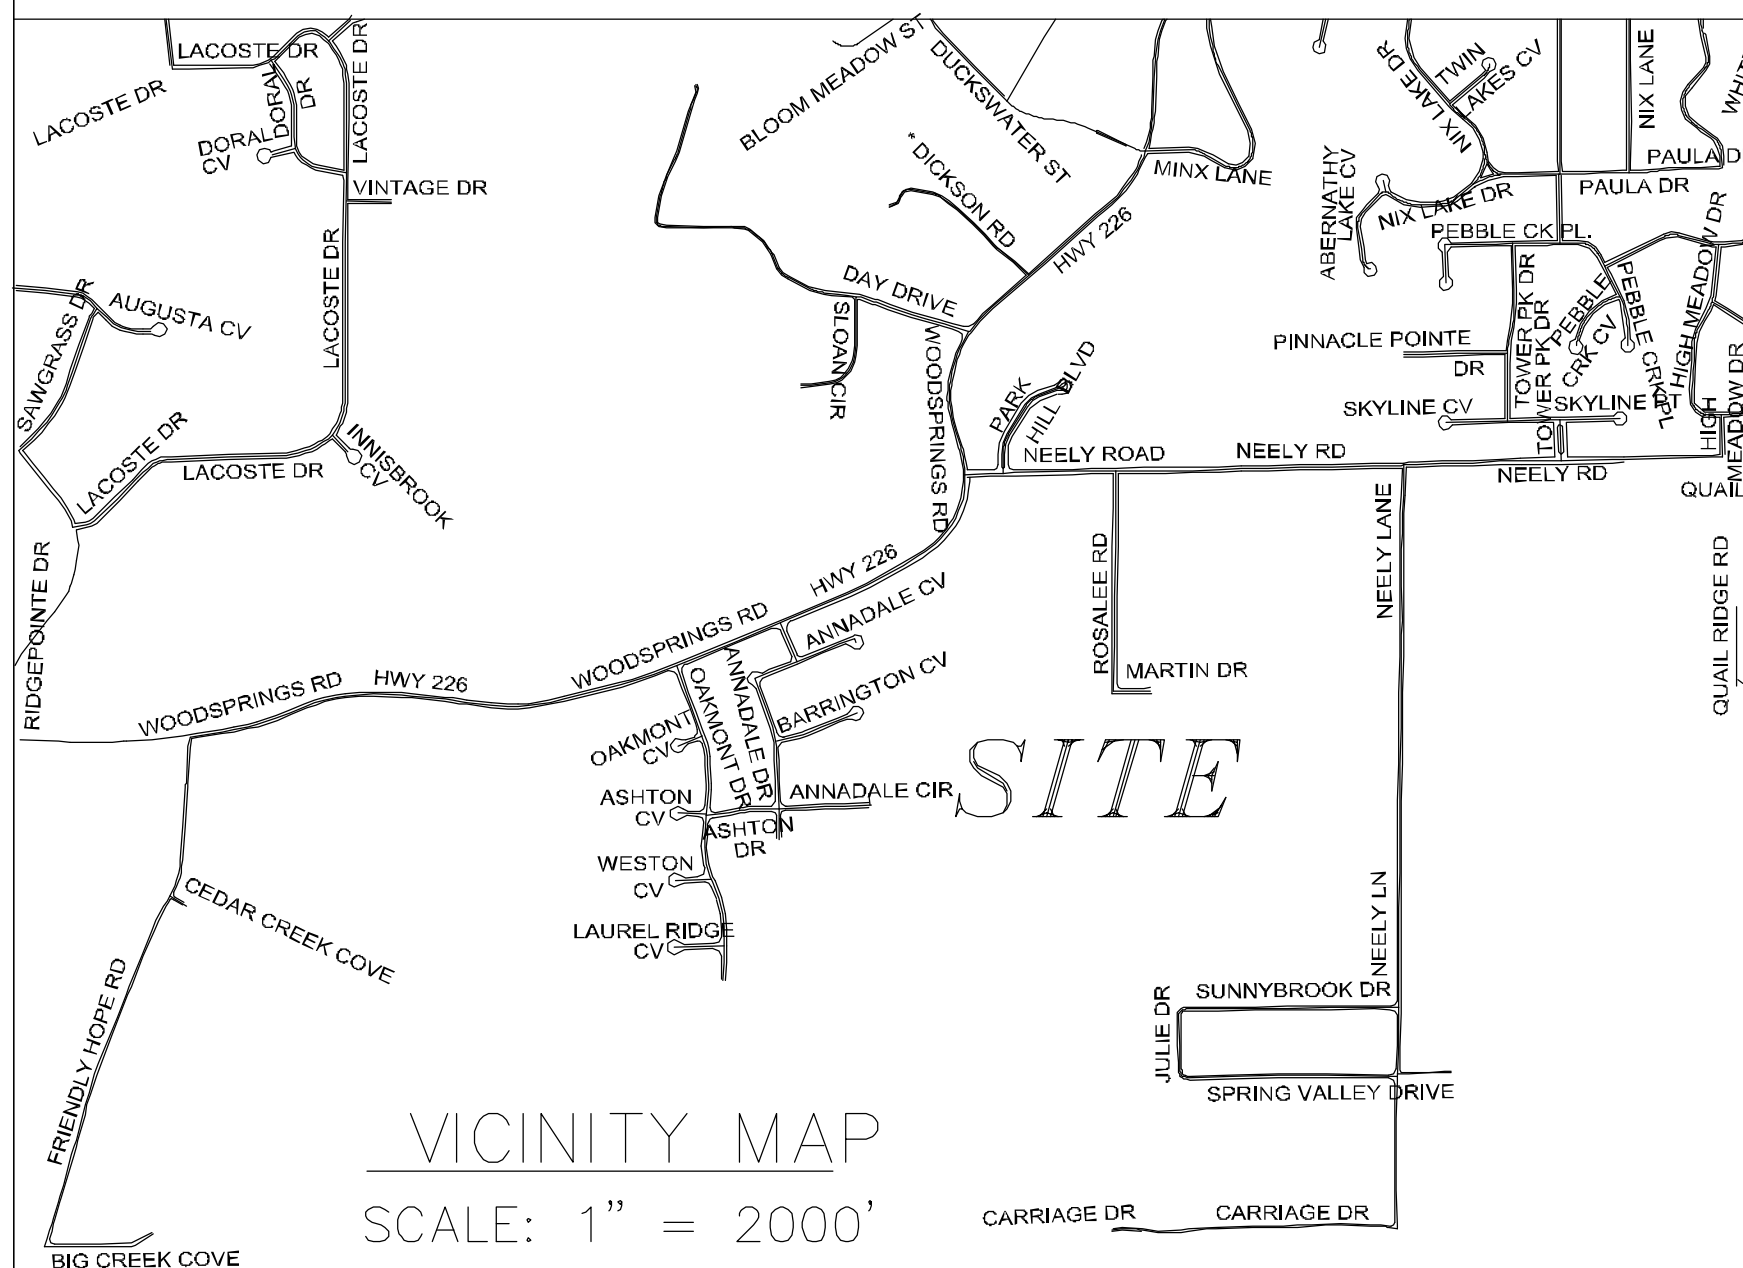 LACOSTE DR
LACOSTE DR
LACOSTE DR
DORAL
DR
DORAL
CV
VINTAGE DR
LACOSTE DR
AUGUSTA CV
SAWGRASS DR
LACOSTE DR
LACOSTE DR
INNISBROOK
CV
RIDGEPOINTE DR
BLOOM MEADOW ST
DUCKSWATER ST
* DICKSON RD
MINX LANE
HWY 226
DAY DRIVE
SLOAN CIR
WOODSPRINGS RD
PARK
HILL
BLVD
NEELY ROAD
NEELY RD
NEELY RD
NIX LAKE DR
TWIN
LAKES CV
NIX LAKE DR
NIX LANE
PAULA D
PAULA DR
ABERNATHY
LAKE CV
PEBBLE CK PL.
HIGH MEADOW DR
TOWER PK DR
TOWER PK DR
PEBBLE
CRK CV
PEBBLE CRK PL
PINNACLE POINTE
DR
SKYLINE CV
HIGH
MEADOW DR
QUAIL
QUAIL RIDGE RD
NEELY LANE
ROSALEE RD
MARTIN DR
HWY 226
WOODSPRINGS RD
HWY 226
WOODSPRINGS RD
ANNADALE CV
BARRINGTON CV
ANNADALE DR
OAKMONT DR
OAKMONT
CV
ASHTON
CV
ANNADALE CIR
ASHTON
DR
WESTON
CV
LAUREL RIDGE
CV
SITE
CEDAR CREEK COVE
FRIENDLY HOPE RD
BIG CREEK COVE
NEELY LN
SUNNYBROOK DR
JULIE DR
SPRING VALLEY DRIVE
CARRIAGE DR
CARRIAGE DR
VICINITY MAP
SCALE: 1" = 2000'